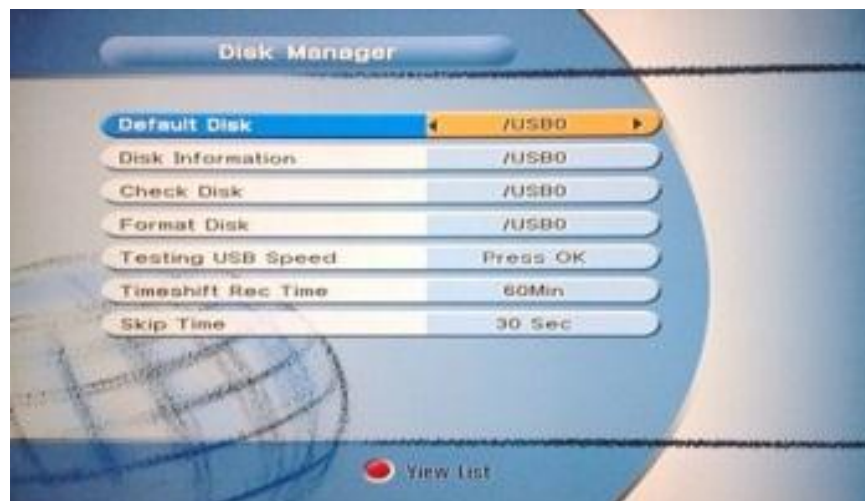 Disk Manager
Default Disk /USB0
Disk Information /USB0
Check Disk /USB0
Format Disk /USB0
Testing USB Speed Press OK
Timeshift Rec Time 60Min
Skip Time 30 Sec
View List